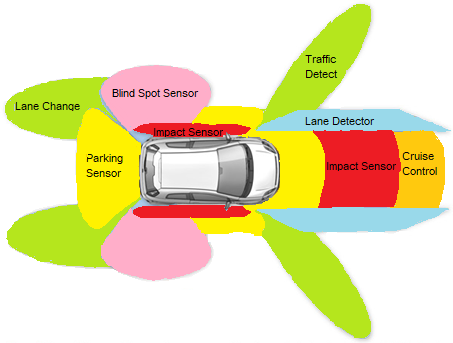 Traffic
Detect
Blind Spot Sensor
Lane Change
Lane Detector
Impact Sensor
Parking
Sensor
Impact Sensor
Cruise
Control